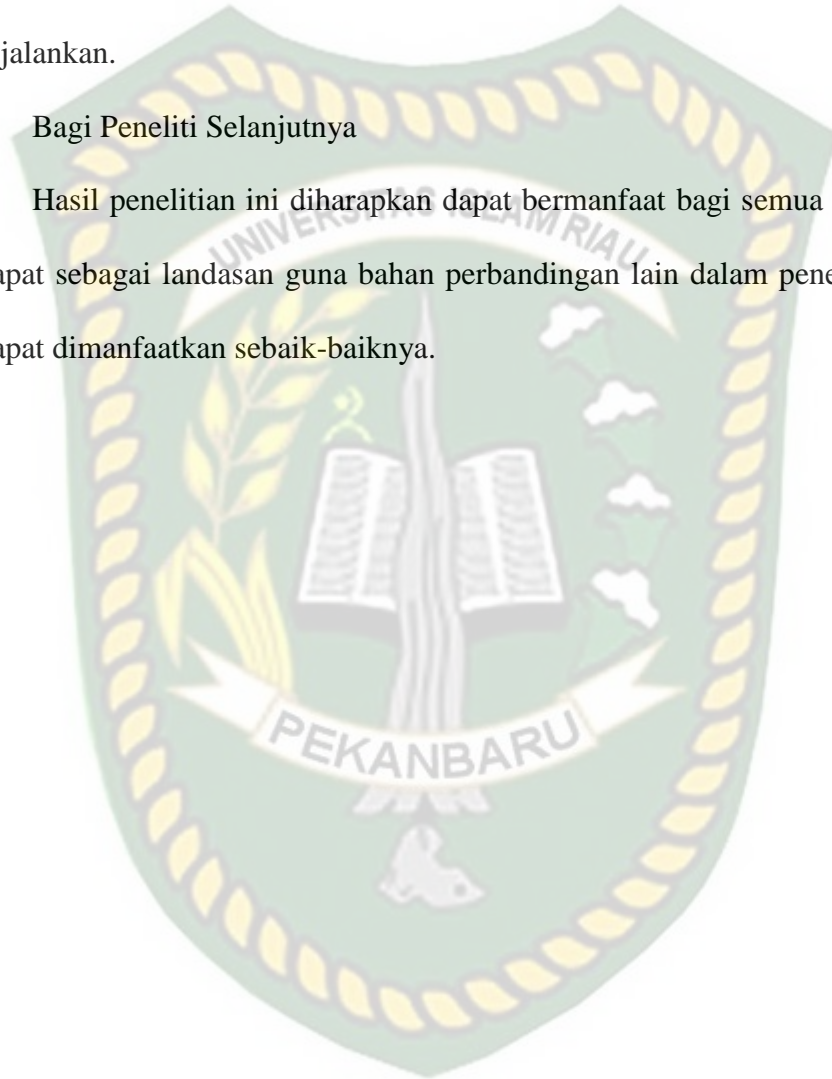 jalankan.
Bagi Peneliti Selanjutnya
Hasil penelitian ini diharapkan dapat bermanfaat bagi semua
UNIVERSITAS ISLAM RIAU
apat sebagai landasan guna bahan perbandingan lain dalam pene
apat dimanfaatkan sebaik-baiknya.
PEKANBARU